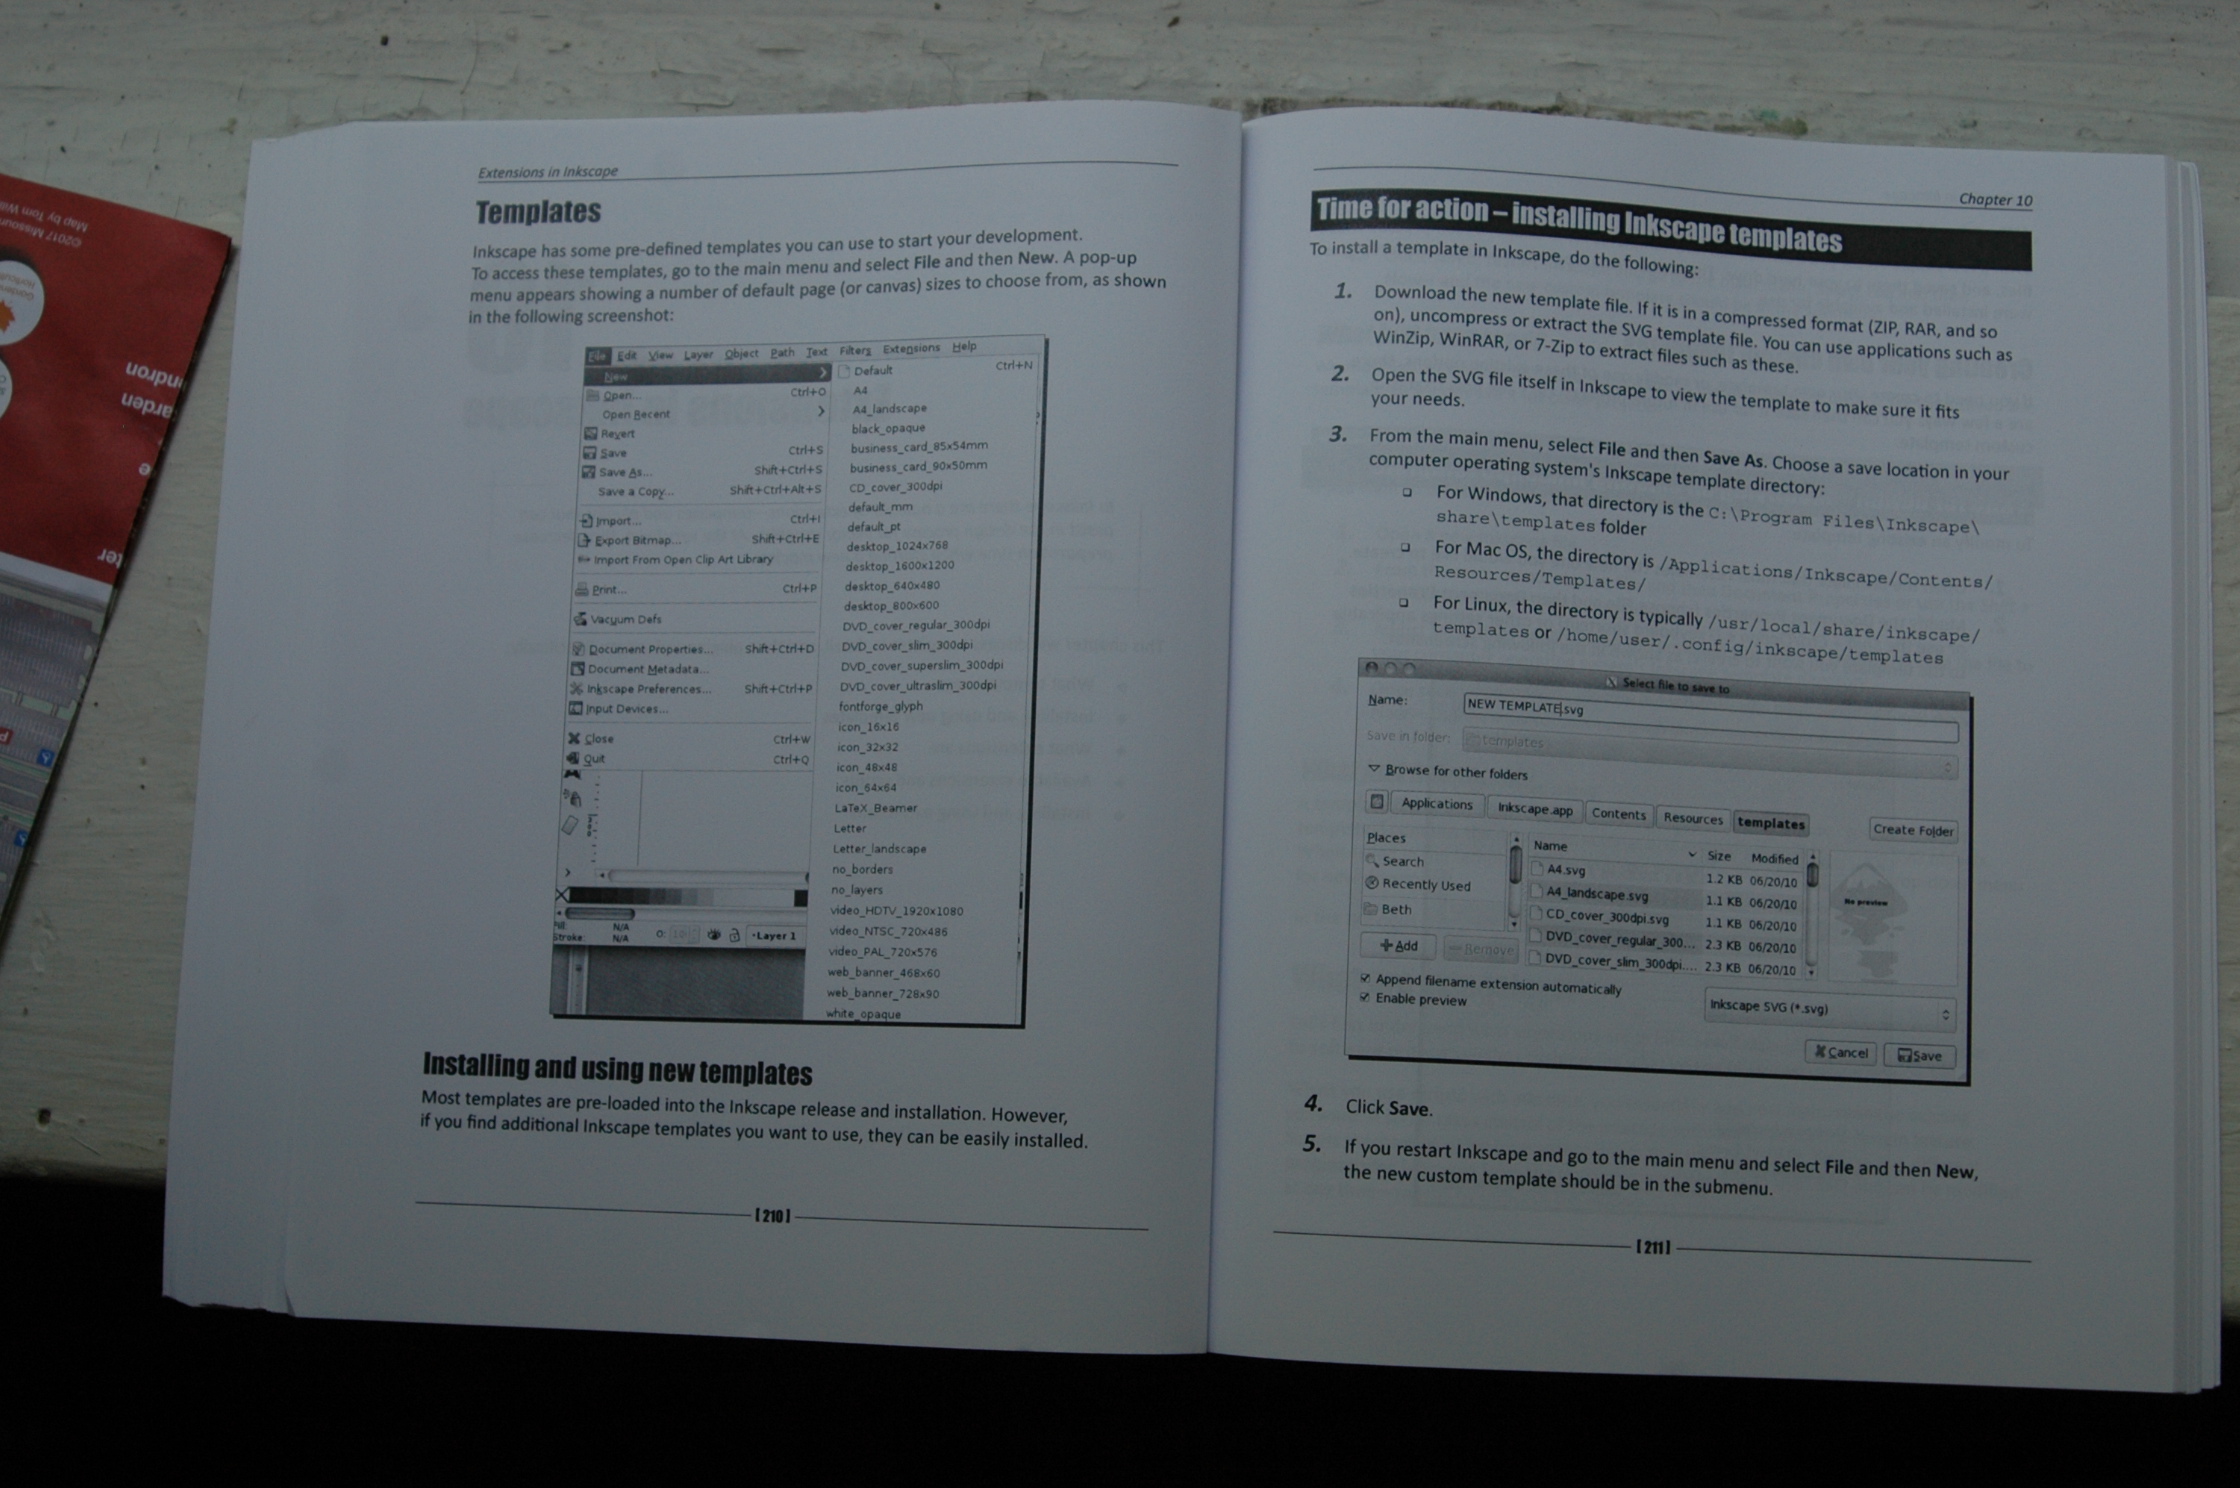 Extensions in Inkscape
Templates
Inkscape has some pre-defined templates you can use to start your development.
To access these templates, go to the main menu and select File and then New. A pop-up
menu appears showing a number of default page (or canvas) sizes to choose from, as shown
in the following screenshot:
File Edit View Layer Object Path Text Filters Extensions Help
New
Open... Ctrl+O
Open Recent
Revert
Save Ctrl+S
Save As... Shift+Ctrl+S
Save a Copy... Shift+Ctrl+Alt+S
Import... Ctrl+I
Export Bitmap... Shift+Ctrl+E
Import From Open Clip Art Library
Print... Ctrl+P
Vacuum Defs
Document Properties... Shift+Ctrl+D
Document Metadata...
Inkscape Preferences... Shift+Ctrl+P
Input Devices...
Close Ctrl+W
Quit Ctrl+Q
Fill: N/A
Stroke: N/A
O:
-Layer 1
Default Ctrl+N
A4
A4_landscape
black_opaque
business_card_85x54mm
business_card_90x50mm
CD_cover_300dpi
default_mm
default_pt
desktop_1024x768
desktop_1600x1200
desktop_640x480
desktop_800x600
DVD_cover_regular_300dpi
DVD_cover_slim_300dpi
DVD_cover_superslim_300dpi
DVD_cover_ultraslim_300dpi
fontforge_glyph
icon_16x16
icon_32x32
icon_48x48
icon_64x64
LaTeX_Beamer
Letter
Letter_landscape
no_borders
no_layers
video_HDTV_1920x1080
video_NTSC_720x486
video_PAL_720x576
web_banner_468x60
web_banner_728x90
white_opaque
Installing and using new templates
Most templates are pre-loaded into the Inkscape release and installation. However,
if you find additional Inkscape templates you want to use, they can be easily installed.
[ 210 ]
Chapter 10
Time for action – installing Inkscape templates
To install a template in Inkscape, do the following:
1. Download the new template file. If it is in a compressed format (ZIP, RAR, and so
on), uncompress or extract the SVG template file. You can use applications such as
WinZip, WinRAR, or 7-Zip to extract files such as these.
2. Open the SVG file itself in Inkscape to view the template to make sure it fits
your needs.
3. From the main menu, select File and then Save As. Choose a save location in your
computer operating system's Inkscape template directory:
❑ For Windows, that directory is the C:\Program Files\Inkscape\
share\templates folder
❑ For Mac OS, the directory is /Applications/Inkscape/Contents/
Resources/Templates/
❑ For Linux, the directory is typically /usr/local/share/inkscape/
templates or /home/user/.config/inkscape/templates
Select file to save to
Name: NEW TEMPLATE.svg
Save in folder: templates
Browse for other folders
Applications Inkscape.app Contents Resources templates Create Folder
Places
Search
Recently Used
Beth
Add Remove
Name Size Modified
A4.svg 1.2 KB 06/20/10
A4_landscape.svg 1.1 KB 06/20/10
CD_cover_300dpi.svg 1.1 KB 06/20/10
DVD_cover_regular_300... 2.3 KB 06/20/10
DVD_cover_slim_300dpi.... 2.3 KB 06/20/10
No preview
Append filename extension automatically
Enable preview
Inkscape SVG (*.svg)
Cancel Save
4. Click Save.
5. If you restart Inkscape and go to the main menu and select File and then New,
the new custom template should be in the submenu.
[ 211 ]
©2017 Missouri
Map by Tom